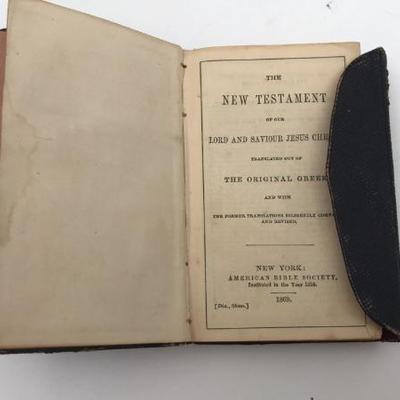 THE
NEW TESTAMENT
OF OUR
LORD AND SAVIOUR JESUS CHR
TRANSLATED OUT OF
THE ORIGINAL GREEK
AND WITH
THE FORMER TRANSLATIONS DILIGENTLY COMP
AND REVISED.
NEW YORK:
AMERICAN BIBLE SOCIETY,
Instituted in the Year 1816.
1869.